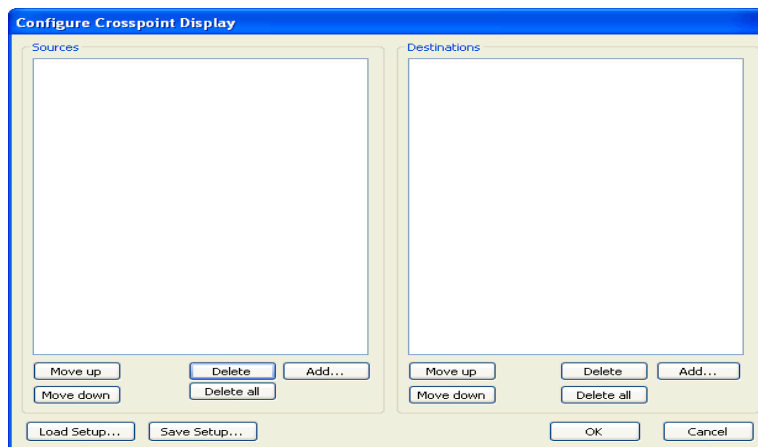 Configure Crosspoint Display
Sources
Destinations
Move up
Delete
Add...
Move up
Delete
Add...
Move down
Delete all
Move down
Delete all
Load Setup...
Save Setup...
OK
Cancel